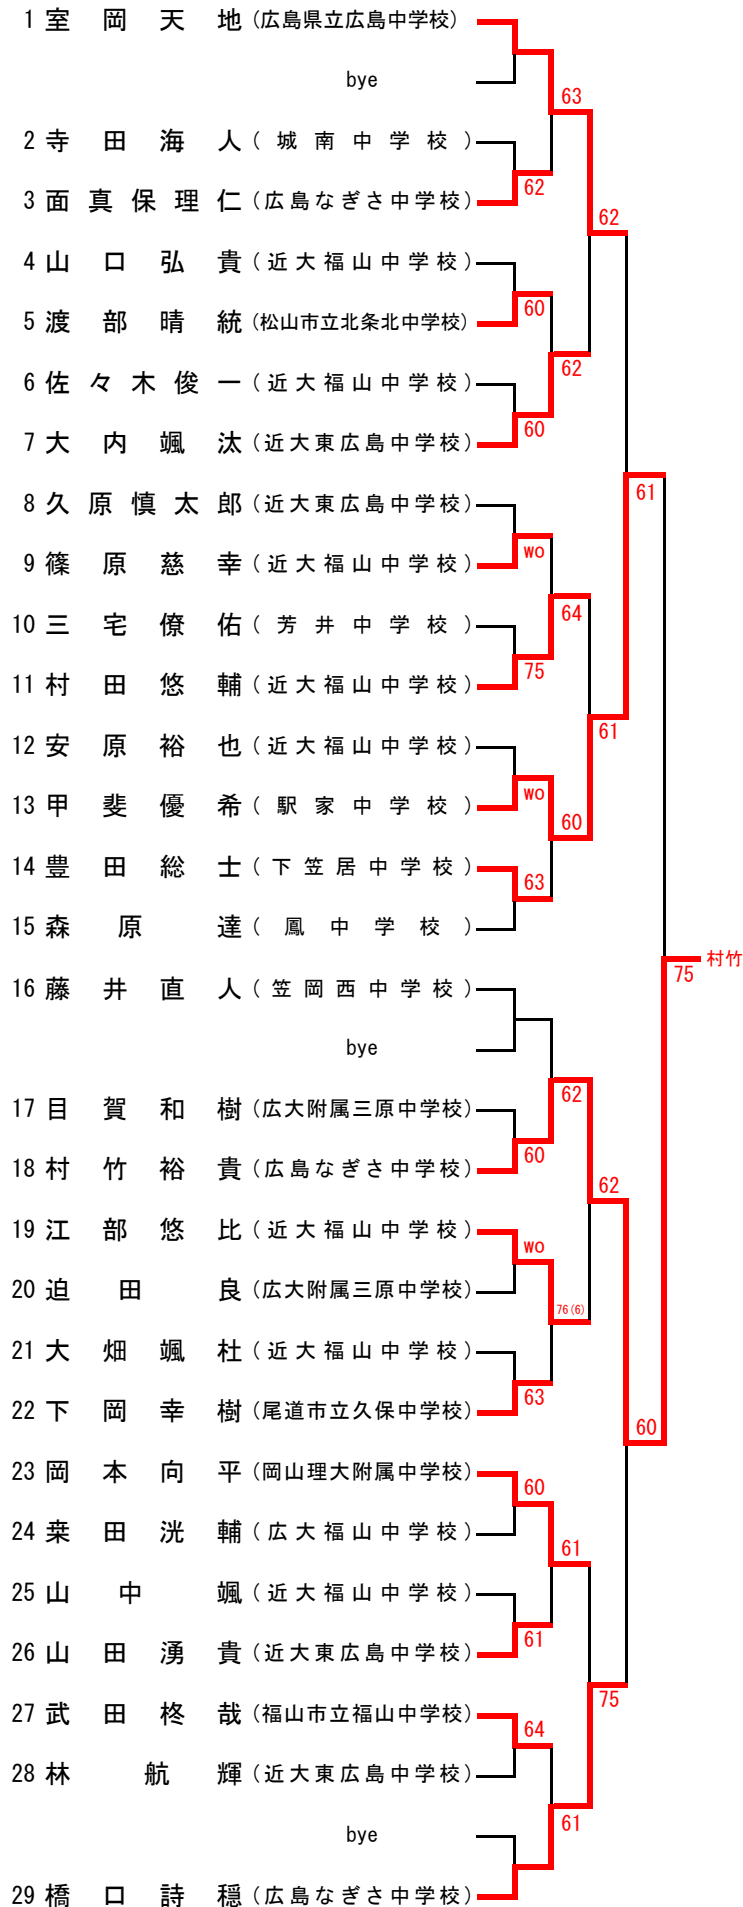 1 室岡天地 (広島県立広島中学校)
bye
63
2 寺田海人 (城南中学校)
3 面真保理仁 (広島なぎさ中学校)
62
62
4 山口弘貴 (近大福山中学校)
5 渡部晴統 (松山市立北条北中学校)
60
62
6 佐々木俊一 (近大福山中学校)
7 大内颯汰 (近大東広島中学校)
60
61
8 久原慎太郎 (近大東広島中学校)
9 篠原慈幸 (近大福山中学校)
wo
64
10 三宅僚佑 (芳井中学校)
11 村田悠輔 (近大福山中学校)
75
61
12 安原裕也 (近大福山中学校)
13 甲斐優希 (駅家中学校)
wo
60
14 豊田総士 (下笠居中学校)
63
15 森原達 (鳳中学校)
75 村竹
16 藤井直人 (笠岡西中学校)
bye
62
17 目賀和樹 (広大附属三原中学校)
18 村竹裕貴 (広島なぎさ中学校)
60
62
19 江部悠比 (近大福山中学校)
wo
20 迫田良 (広大附属三原中学校)
76(6)
21 大畑颯杜 (近大福山中学校)
22 下岡幸樹 (尾道市立久保中学校)
63
60
23 岡本向平 (岡山理大附属中学校)
60
24 桒田洸輔 (広大福山中学校)
61
25 山中颯 (近大福山中学校)
26 山田湧貴 (近大東広島中学校)
61
75
27 武田柊哉 (福山市立福山中学校)
64
28 林航輝 (近大東広島中学校)
61
bye
29 橋口詩穏 (広島なぎさ中学校)